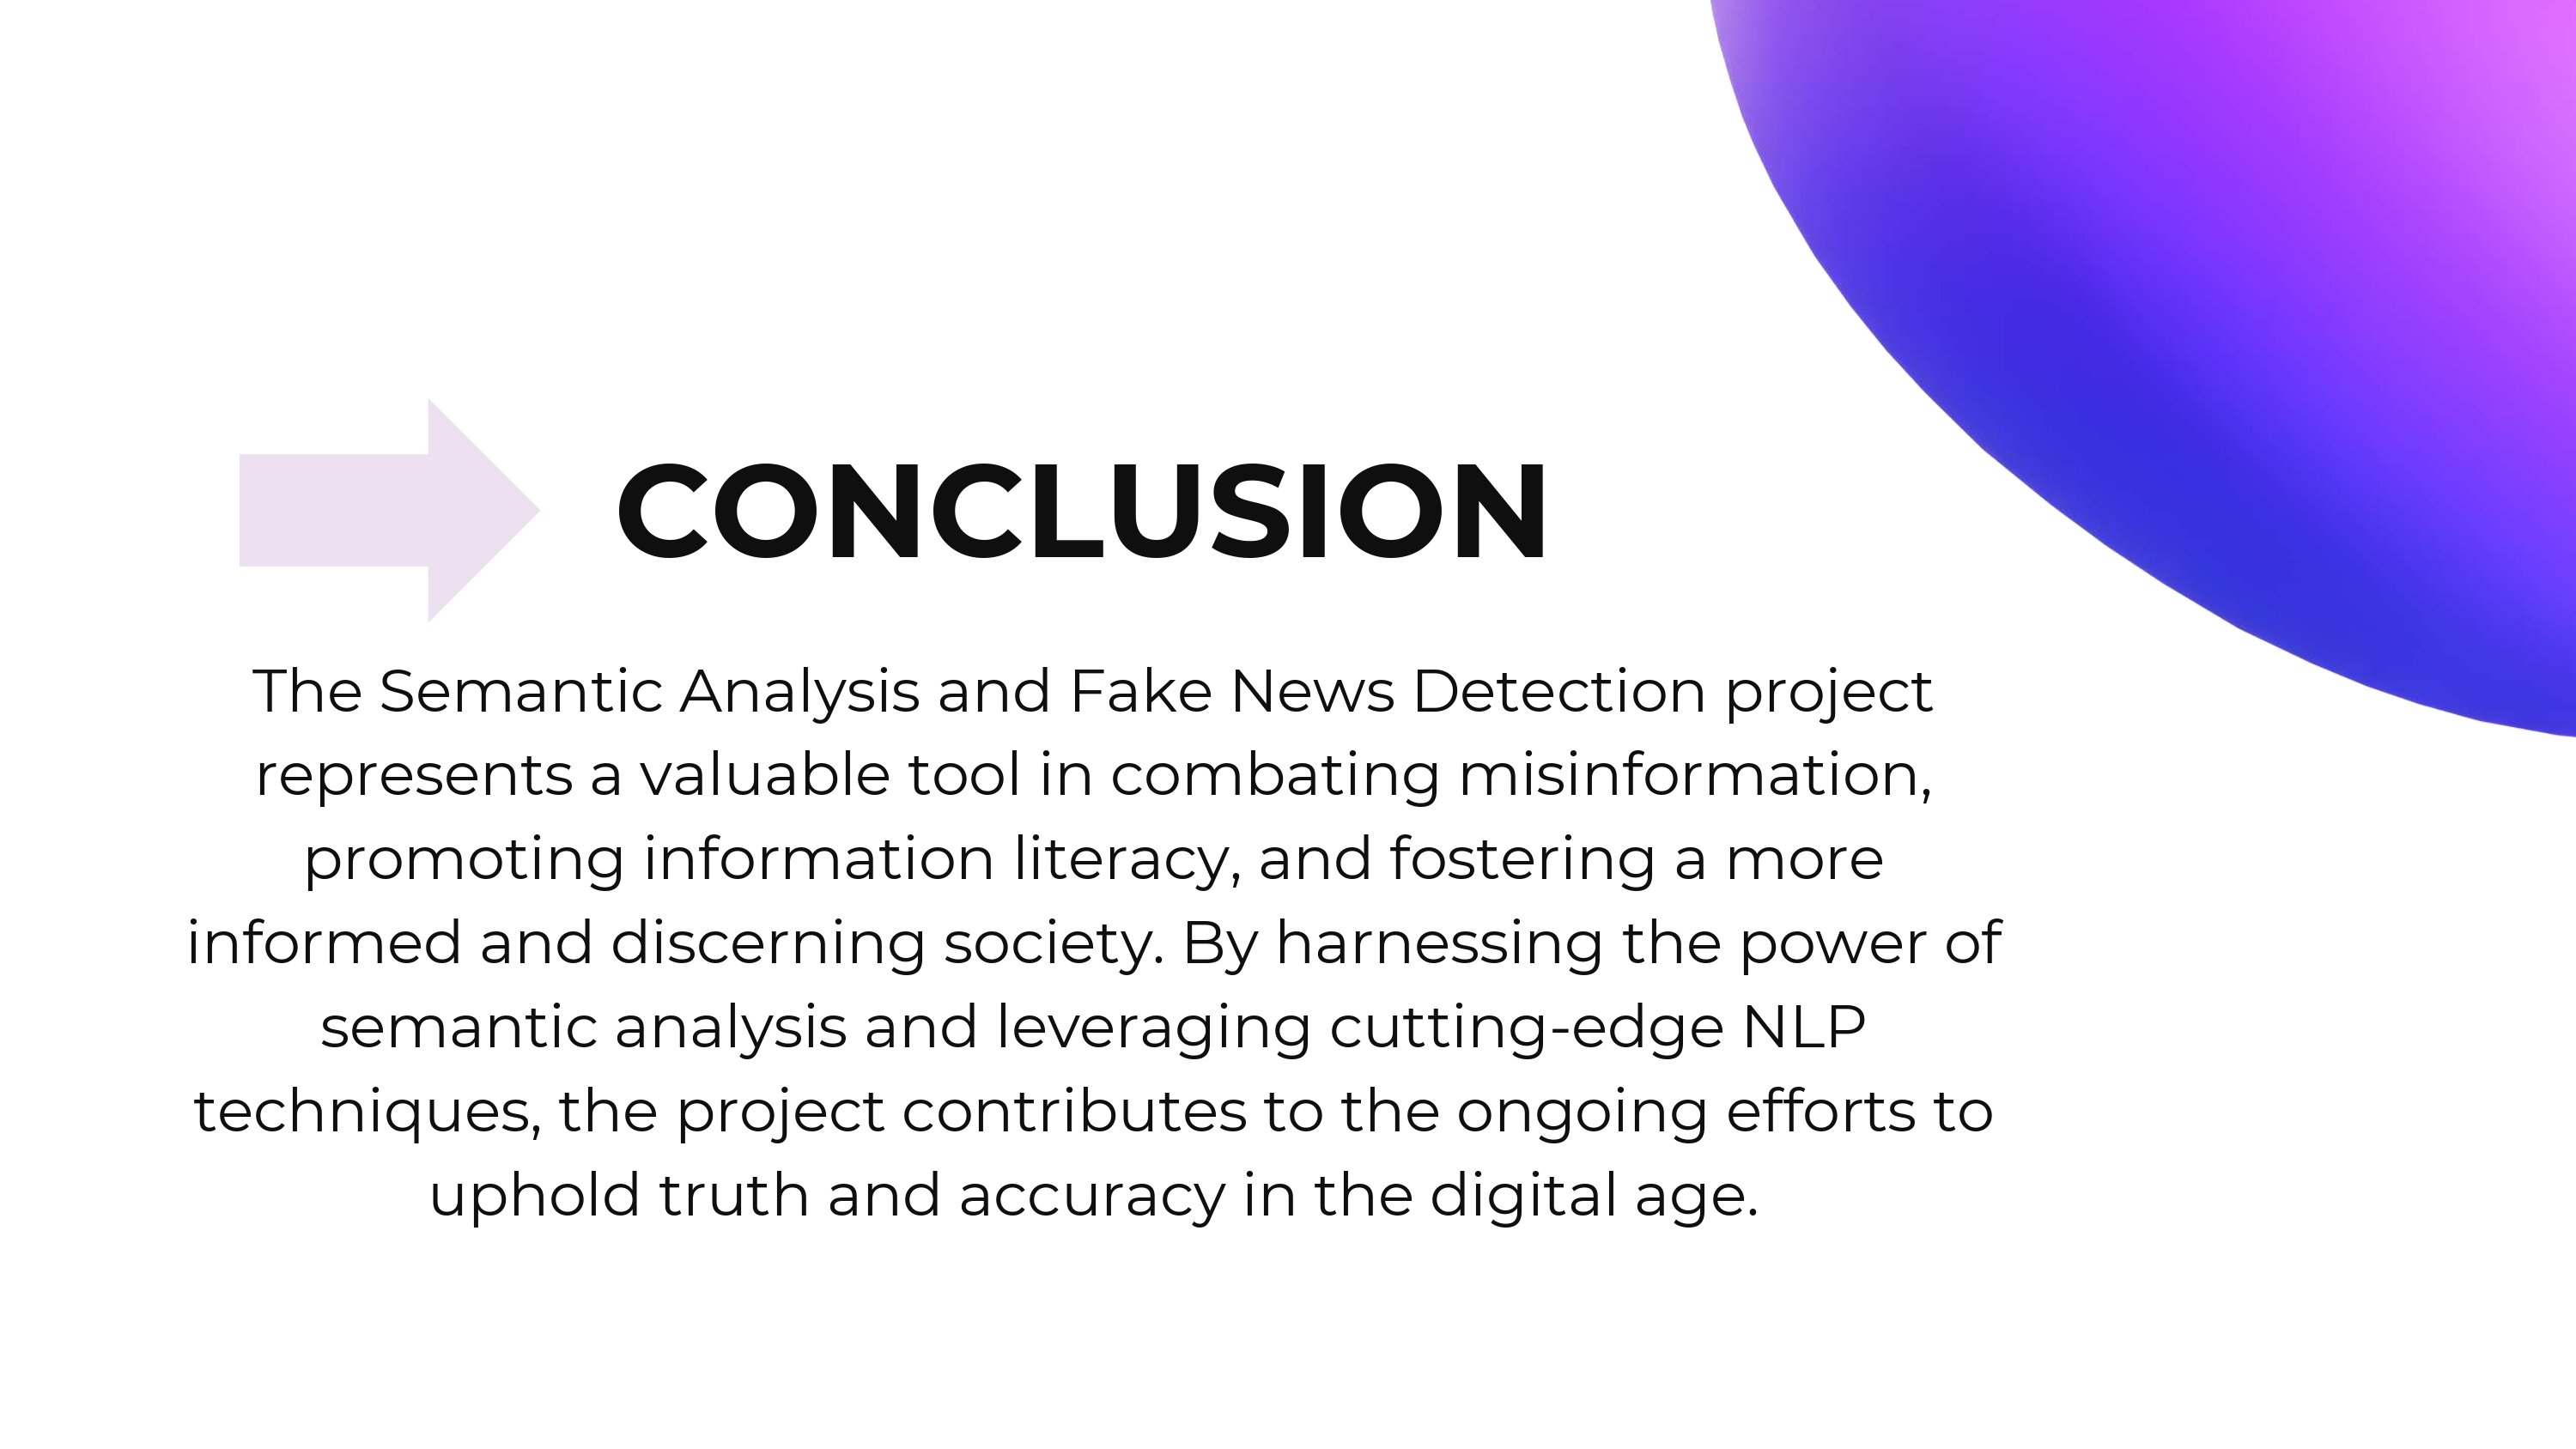 CONCLUSION
The Semantic Analysis and Fake News Detection project
represents a valuable tool in combating misinformation,
promoting information literacy, and fostering a more
informed and discerning society. By harnessing the power of
semantic analysis and leveraging cutting-edge NLP
techniques, the project contributes to the ongoing efforts to
uphold truth and accuracy in the digital age.